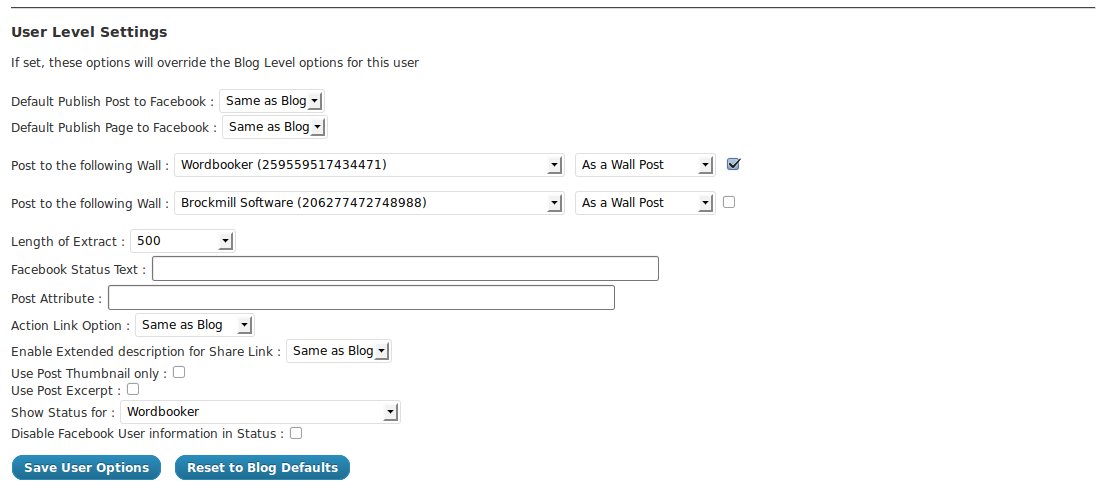 User Level Settings
If set, these options will override the Blog Level options for this user
Default Publish Post to Facebook : Same as Blog
Default Publish Page to Facebook : Same as Blog
Post to the following Wall : Wordbooker (259559517434471) As a Wall Post
Post to the following Wall : Brockmill Software (206277472748988) As a Wall Post
Length of Extract : 500
Facebook Status Text :
Post Attribute :
Action Link Option : Same as Blog
Enable Extended description for Share Link : Same as Blog
Use Post Thumbnail only :
Use Post Excerpt :
Show Status for : Wordbooker
Disable Facebook User information in Status :
Save User Options Reset to Blog Defaults